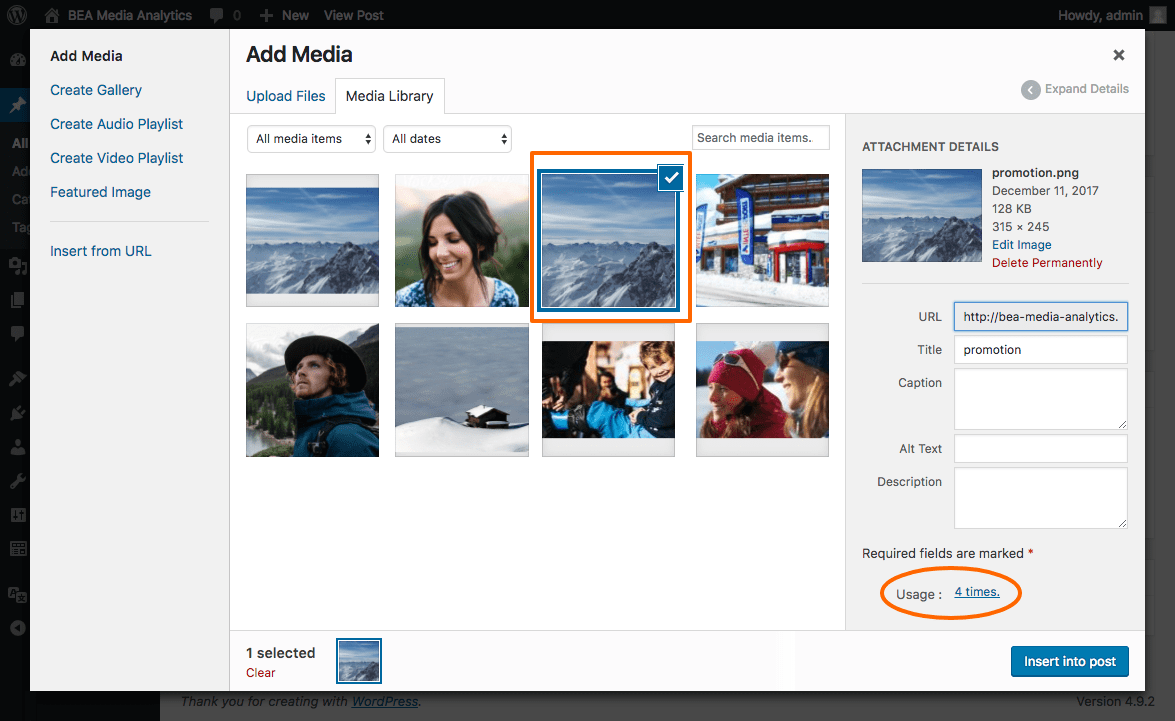 BEA Media Analytics 0 New View Post Howdy, admin
Add Media
Create Gallery
Create Audio Playlist
Create Video Playlist
Featured Image
Insert from URL
Add Media
Expand Details
Upload Files Media Library
All media items All dates Search media items.
ATTACHMENT DETAILS
promotion.png
December 11, 2017
128 KB
315 × 245
Edit Image
Delete Permanently
URL http://bea-media-analytics.
Title promotion
Caption
Alt Text
Description
Required fields are marked *
Usage : 4 times.
1 selected
Clear
Insert into post
All
Thank you for creating with WordPress.
Version 4.9.2